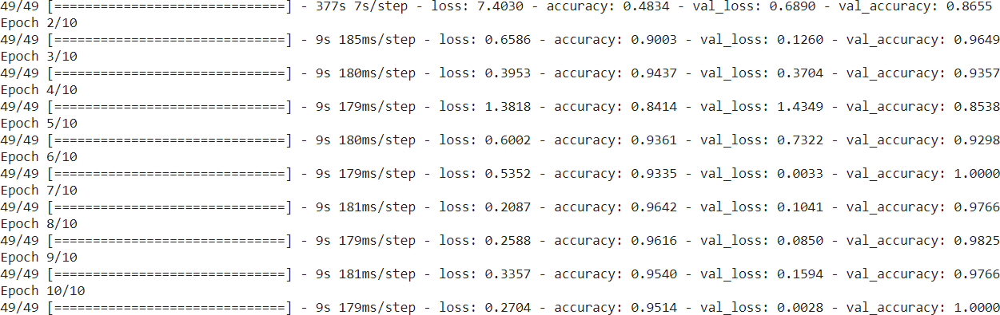 49/49 [==============================] - 377s 7s/step - loss: 7.4030 - accuracy: 0.4834 - val_loss: 0.6890 - val_accuracy: 0.8655
Epoch 2/10
49/49 [==============================] - 9s 185ms/step - loss: 0.6586 - accuracy: 0.9003 - val_loss: 0.1260 - val_accuracy: 0.9649
Epoch 3/10
49/49 [==============================] - 9s 180ms/step - loss: 0.3953 - accuracy: 0.9437 - val_loss: 0.3704 - val_accuracy: 0.9357
Epoch 4/10
49/49 [==============================] - 9s 179ms/step - loss: 1.3818 - accuracy: 0.8414 - val_loss: 1.4349 - val_accuracy: 0.8538
Epoch 5/10
49/49 [==============================] - 9s 180ms/step - loss: 0.6002 - accuracy: 0.9361 - val_loss: 0.7322 - val_accuracy: 0.9298
Epoch 6/10
49/49 [==============================] - 9s 179ms/step - loss: 0.5352 - accuracy: 0.9335 - val_loss: 0.0033 - val_accuracy: 1.0000
Epoch 7/10
49/49 [==============================] - 9s 181ms/step - loss: 0.2087 - accuracy: 0.9642 - val_loss: 0.1041 - val_accuracy: 0.9766
Epoch 8/10
49/49 [==============================] - 9s 179ms/step - loss: 0.2588 - accuracy: 0.9616 - val_loss: 0.0850 - val_accuracy: 0.9825
Epoch 9/10
49/49 [==============================] - 9s 181ms/step - loss: 0.3357 - accuracy: 0.9540 - val_loss: 0.1594 - val_accuracy: 0.9766
Epoch 10/10
49/49 [==============================] - 9s 179ms/step - loss: 0.2704 - accuracy: 0.9514 - val_loss: 0.0028 - val_accuracy: 1.0000